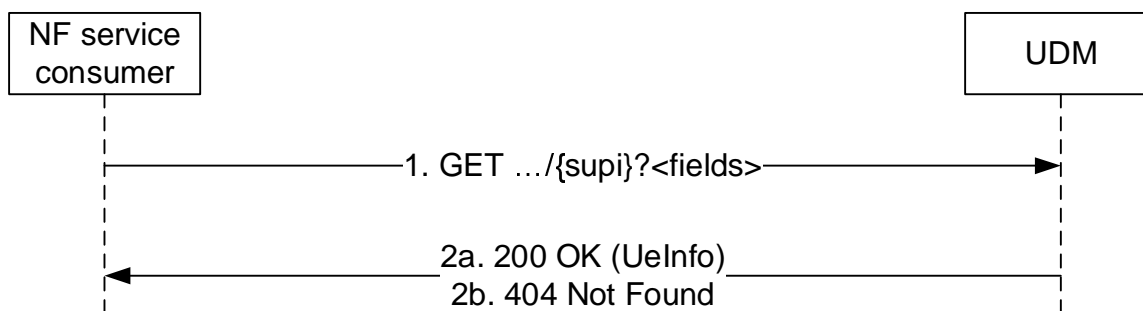 NF service
consumer
UDM
1. GET …/{supi}?<fields>
2a. 200 OK (UeInfo)
2b. 404 Not Found